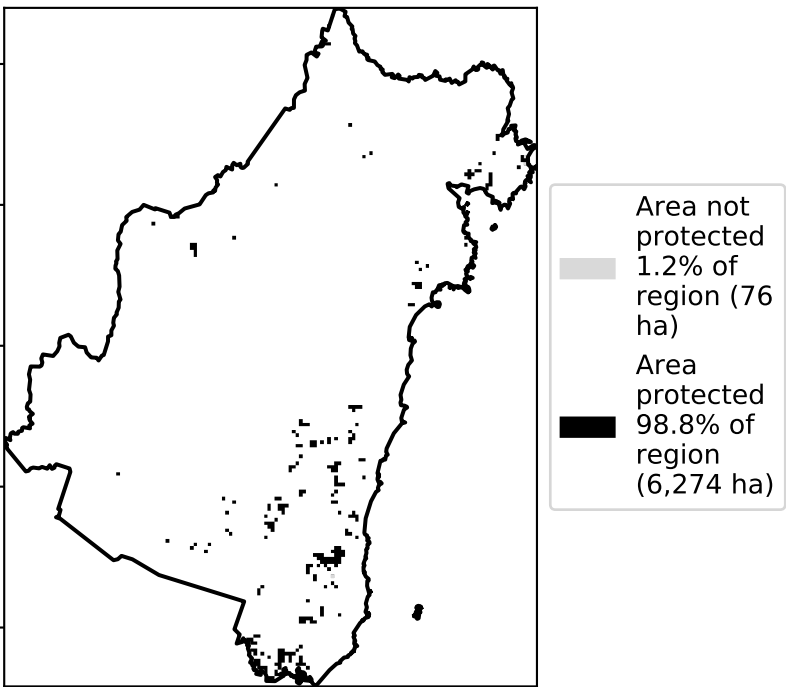 Area not
protected
1.2% of
region (76
ha)
Area
protected
98.8% of
region
(6,274 ha)